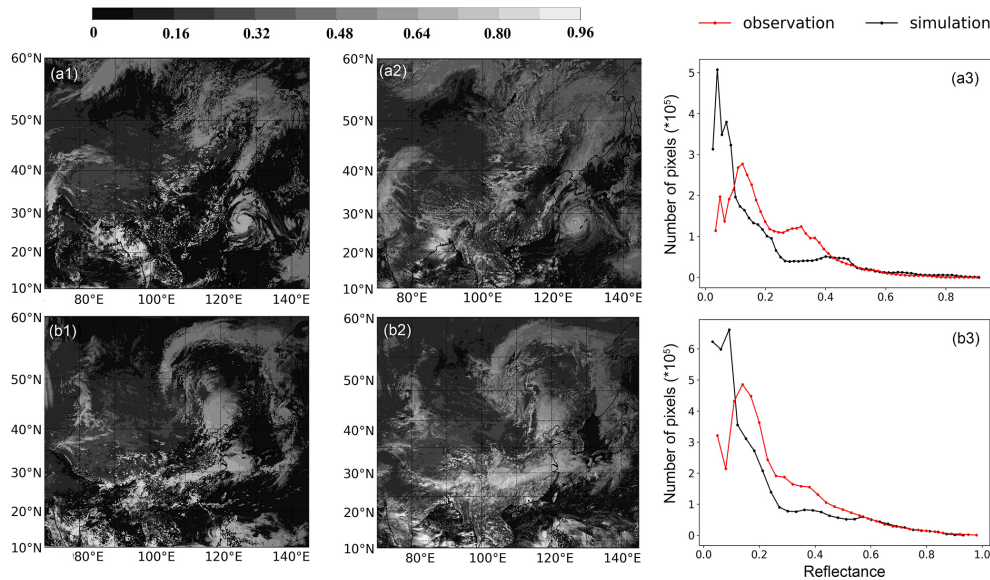 0 0.16 0.32 0.48 0.64 0.80 0.96
observation simulation
(a1)
60°N
50°N
40°N
30°N
20°N
10°N
80°E 100°E 120°E 140°E
(a2)
60°N
50°N
40°N
30°N
20°N
10°N
80°E 100°E 120°E 140°E
(a3)
Number of pixels (*10⁵)
5
4
3
2
1
0
0.0 0.2 0.4 0.6 0.8
(b1)
60°N
50°N
40°N
30°N
20°N
10°N
80°E 100°E 120°E 140°E
(b2)
60°N
50°N
40°N
30°N
20°N
10°N
80°E 100°E 120°E 140°E
(b3)
Number of pixels (*10⁵)
6
5
4
3
2
1
0
0.0 0.2 0.4 0.6 0.8 1.0
Reflectance